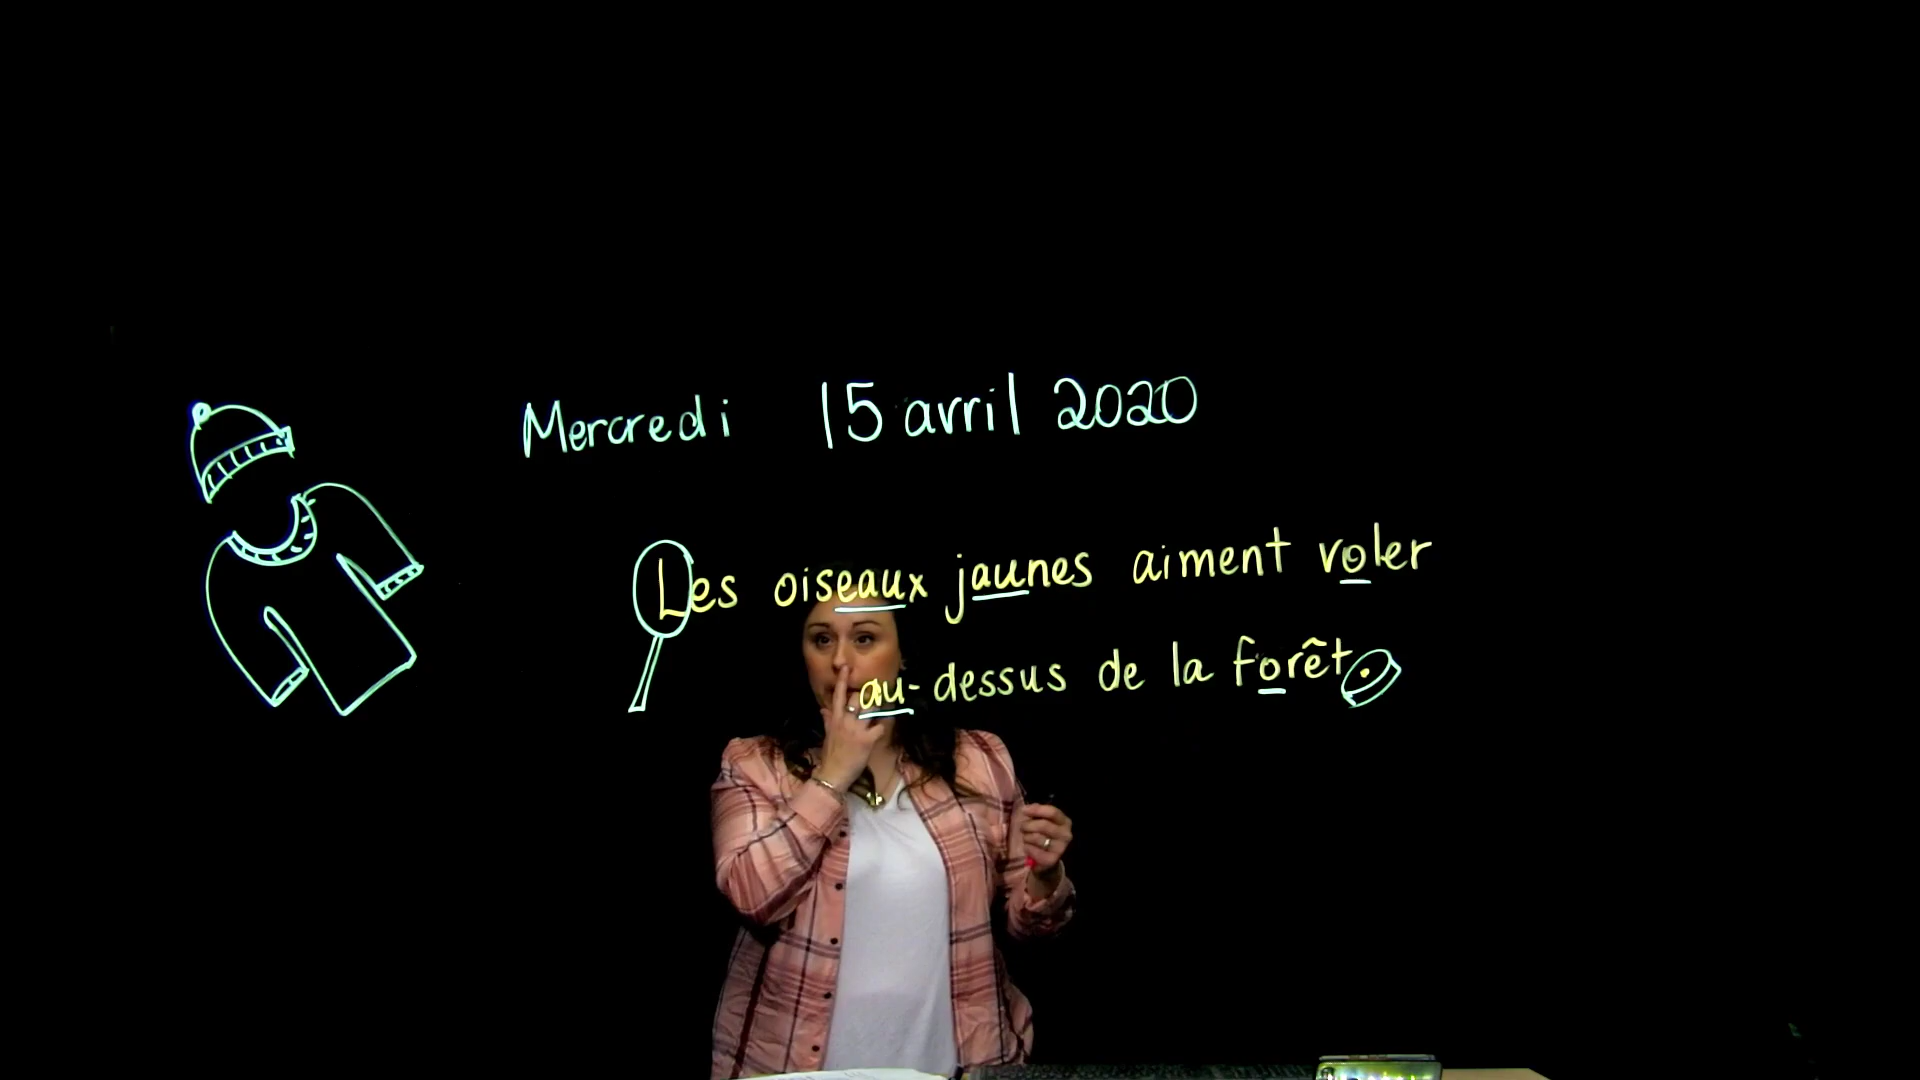 Mercredi 15 avril 2020
Les oiseaux jaunes aiment voler
au-dessus de la forêt.